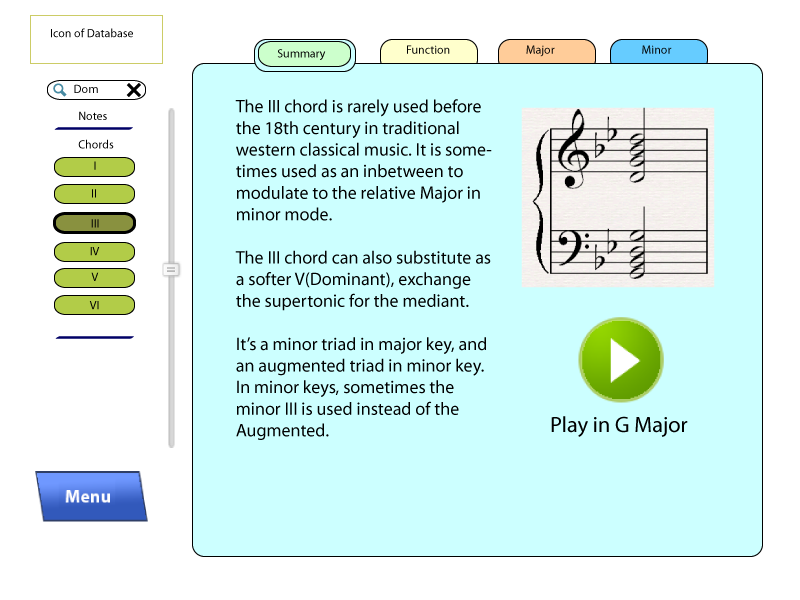 Icon of Database
Summary
Function
Major
Minor
Dom
Notes
Chords
I
II
III
IV
V
VI
Menu
The III chord is rarely used before
the 18th century in traditional
western classical music. It is some-
times used as an inbetween to
modulate to the relative Major in
minor mode.
The III chord can also substitute as
a softer V(Dominant), exchange
the supertonic for the mediant.
It's a minor triad in major key, and
an augmented triad in minor key.
In minor keys, sometimes the
minor III is used instead of the
Augmented.
Play in G Major